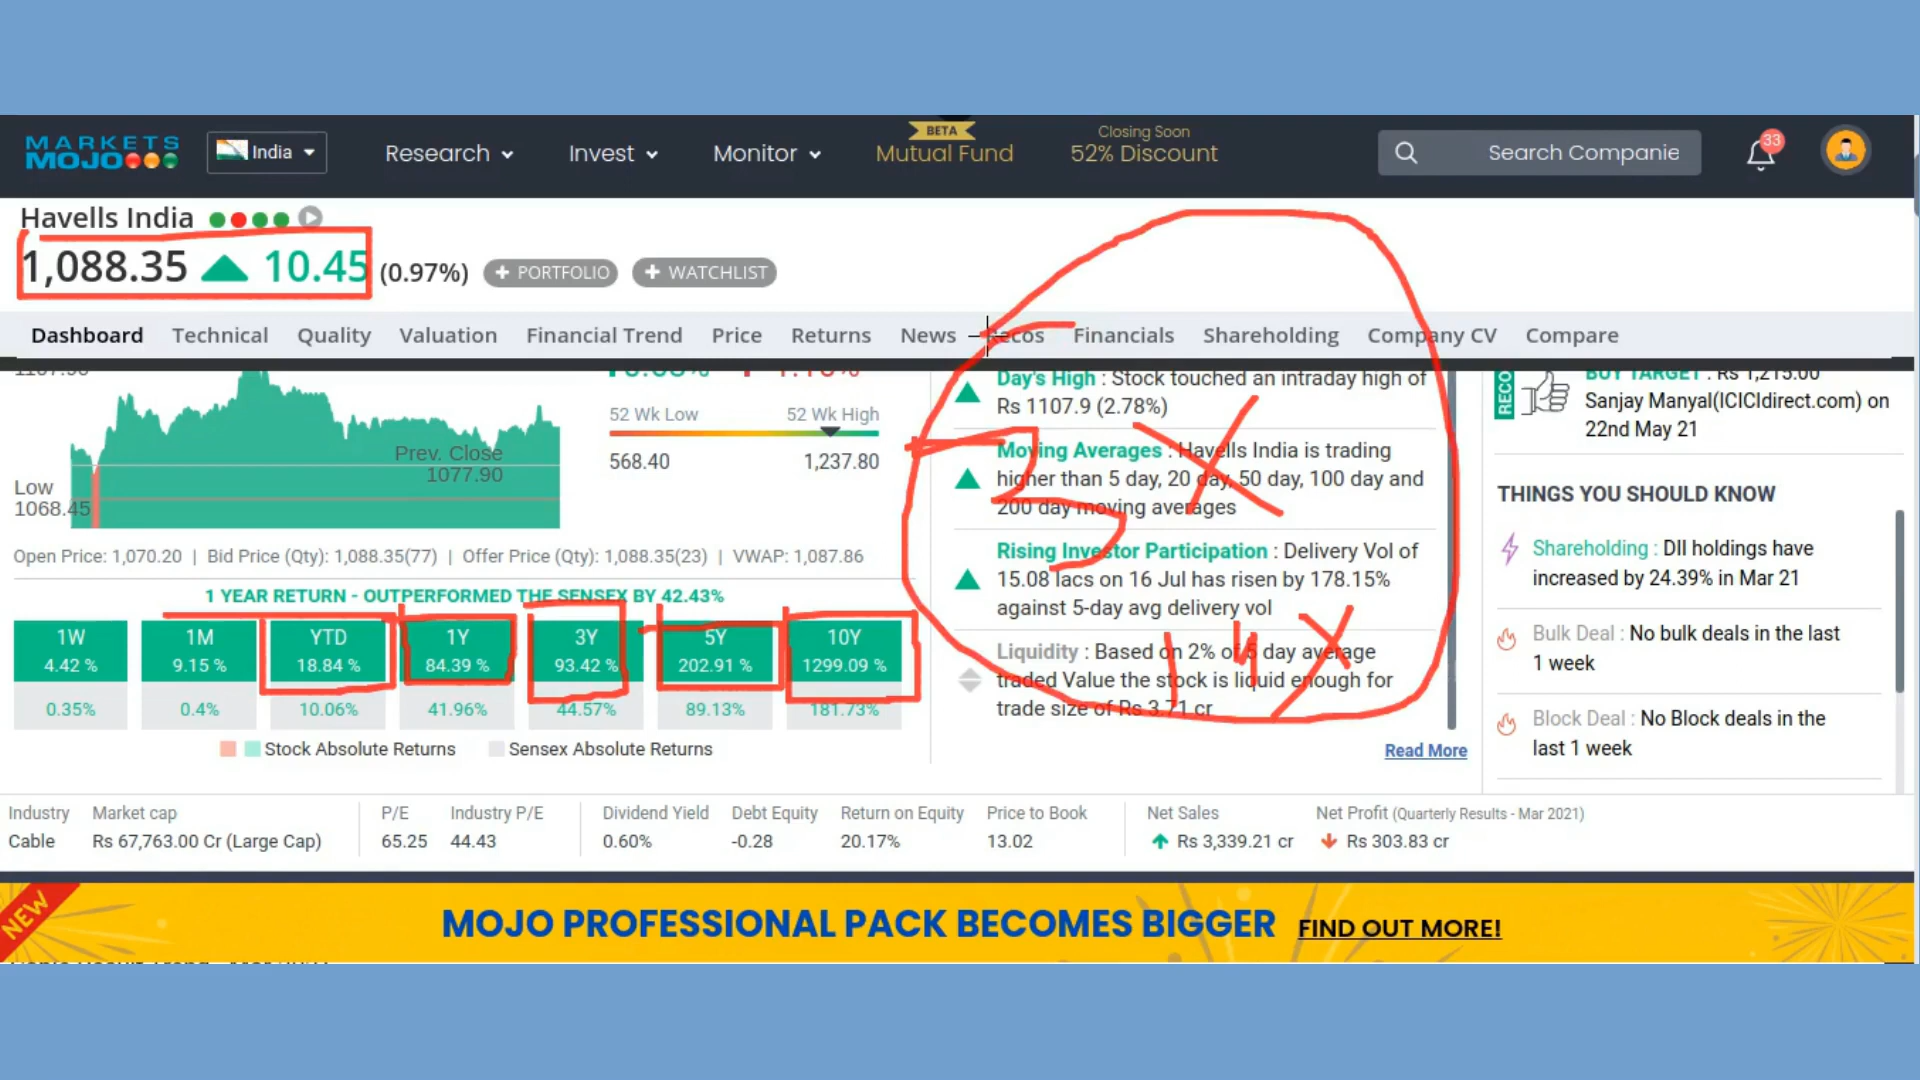 MARKETS
MOJO
India
Research
Invest
Monitor
BETA
Mutual Fund
Closing Soon
52% Discount
Search Companie
33
Havells India
1,088.35 10.45 (0.97%)
+ PORTFOLIO
+ WATCHLIST
Dashboard Technical Quality Valuation Financial Trend Price Returns News Recos Financials Shareholding Company CV Compare
Prev. Close
1077.90
Low
1068.45
52 Wk Low 52 Wk High
568.40 1,237.80
Open Price: 1,070.20 | Bid Price (Qty): 1,088.35(77) | Offer Price (Qty): 1,088.35(23) | VWAP: 1,087.86
1 YEAR RETURN - OUTPERFORMED THE SENSEX BY 42.43%
1W 1M YTD 1Y 3Y 5Y 10Y
4.42 % 9.15 % 18.84 % 84.39 % 93.42 % 202.91 % 1299.09 %
0.35% 0.4% 10.06% 41.96% 44.57% 89.13% 181.73%
Stock Absolute Returns Sensex Absolute Returns
Day's High : Stock touched an intraday high of
Rs 1107.9 (2.78%)
Moving Averages : Havells India is trading
higher than 5 day, 20 day, 50 day, 100 day and
200 day moving averages
Rising Investor Participation : Delivery Vol of
15.08 lacs on 16 Jul has risen by 178.15%
against 5-day avg delivery vol
Liquidity : Based on 2% of 5 day average
traded Value the stock is liquid enough for
trade size of Rs 3.71 cr
Read More
RECO
BUY TARGET : Rs 1,215.00
Sanjay Manyal(ICICIdirect.com) on
22nd May 21
THINGS YOU SHOULD KNOW
Shareholding : DII holdings have
increased by 24.39% in Mar 21
Bulk Deal : No bulk deals in the last
1 week
Block Deal : No Block deals in the
last 1 week
Industry Market cap P/E Industry P/E Dividend Yield Debt Equity Return on Equity Price to Book Net Sales Net Profit (Quarterly Results - Mar 2021)
Cable Rs 67,763.00 Cr (Large Cap) 65.25 44.43 0.60% -0.28 20.17% 13.02 Rs 3,339.21 cr Rs 303.83 cr
NEW
MOJO PROFESSIONAL PACK BECOMES BIGGER FIND OUT MORE!